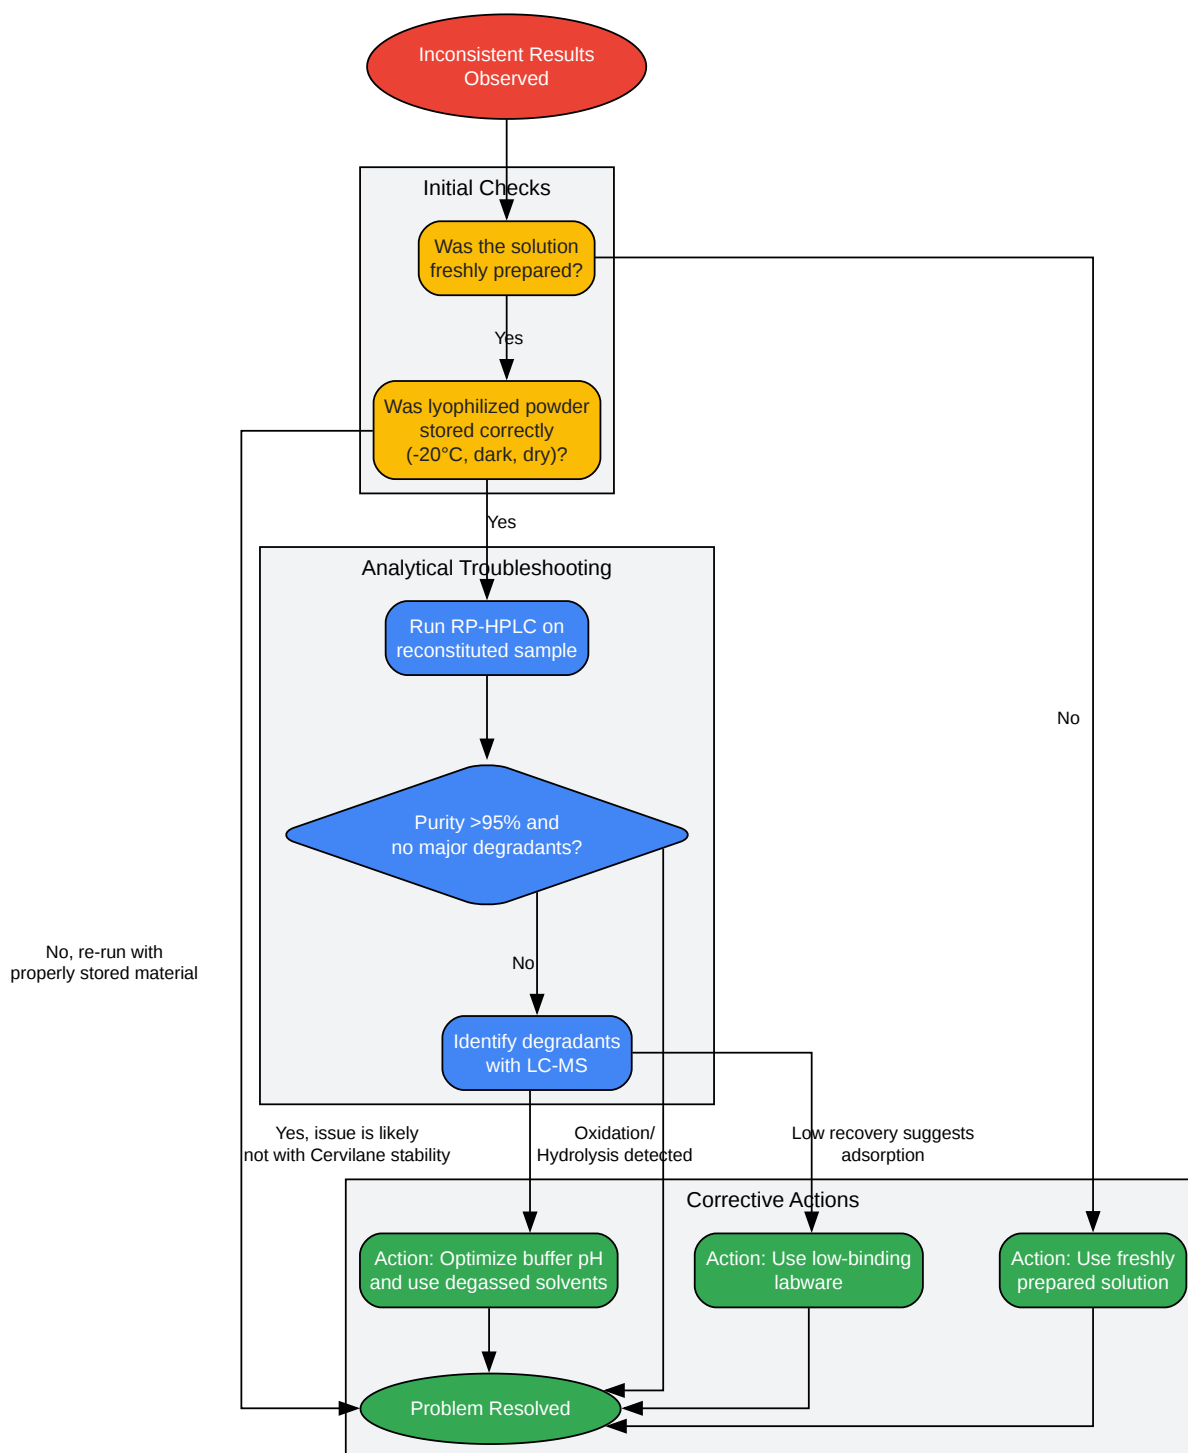 Inconsistent Results
Observed
Initial Checks
Was the solution
freshly prepared?
Yes
Was lyophilized powder
stored correctly
(-20°C, dark, dry)?
Yes
Analytical Troubleshooting
Run RP-HPLC on
reconstituted sample
No
Purity >95% and
no major degradants?
No, re-run with
properly stored material
No
Identify degradants
with LC-MS
Yes, issue is likely
not with Cervilane stability
Oxidation/
Hydrolysis detected
Low recovery suggests
adsorption
Corrective Actions
Action: Optimize buffer pH
and use degassed solvents
Action: Use low-binding
labware
Action: Use freshly
prepared solution
Problem Resolved